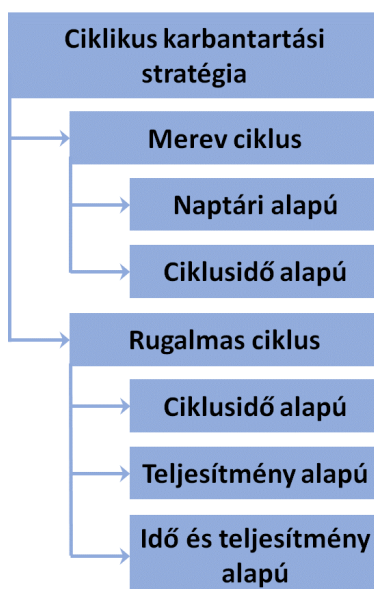 Ciklikus karbantartási
stratégia
Merev ciklus
Naptári alapú
Ciklusidő alapú
Rugalmas ciklus
Ciklusidő alapú
Teljesítmény alapú
Idő és teljesítmény
alapú